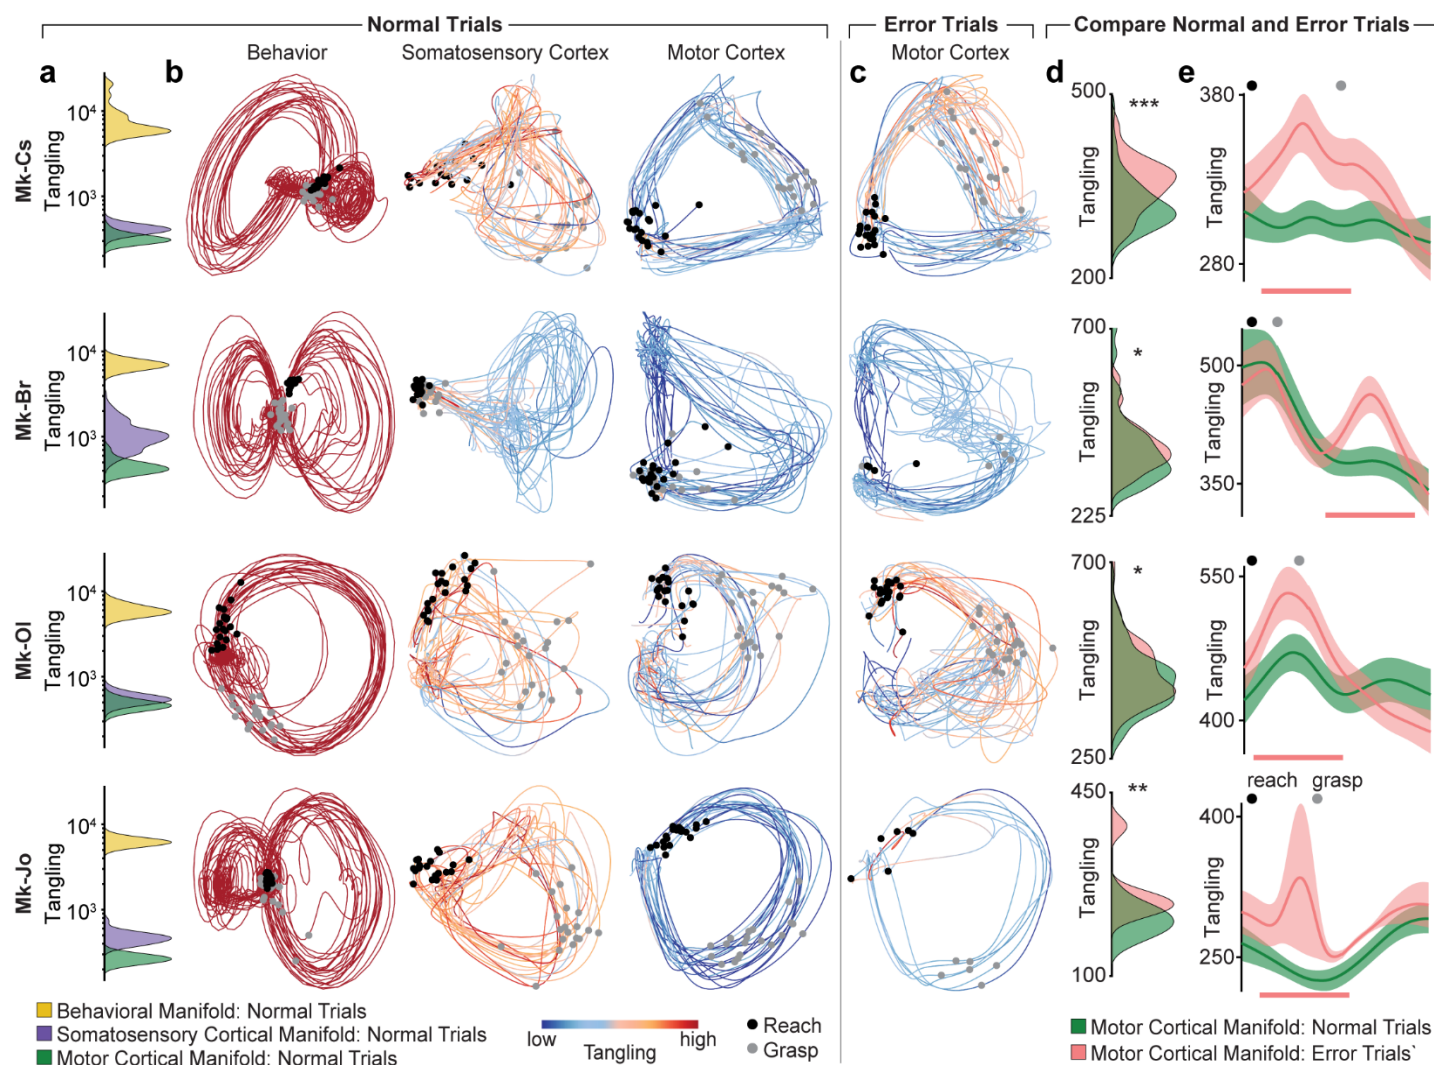 Normal Trials
Error Trials
Compare Normal and Error Trials
Behavior
Somatosensory Cortex
Motor Cortex
Motor Cortex
a
b
c
d
e
Mk-Cs
Tangling
10⁴
10³
500
***
Tangling
200
380
Tangling
280
Mk-Br
Tangling
10⁴
10³
700
*
Tangling
225
500
Tangling
350
Mk-Ol
Tangling
10⁴
10³
700
*
Tangling
250
550
Tangling
400
Mk-Jo
Tangling
10⁴
10³
450
**
Tangling
100
reach grasp
400
Tangling
250
Behavioral Manifold: Normal Trials
Somatosensory Cortical Manifold: Normal Trials
Motor Cortical Manifold: Normal Trials
low
Tangling
high
Reach
Grasp
Motor Cortical Manifold: Normal Trials
Motor Cortical Manifold: Error Trials`